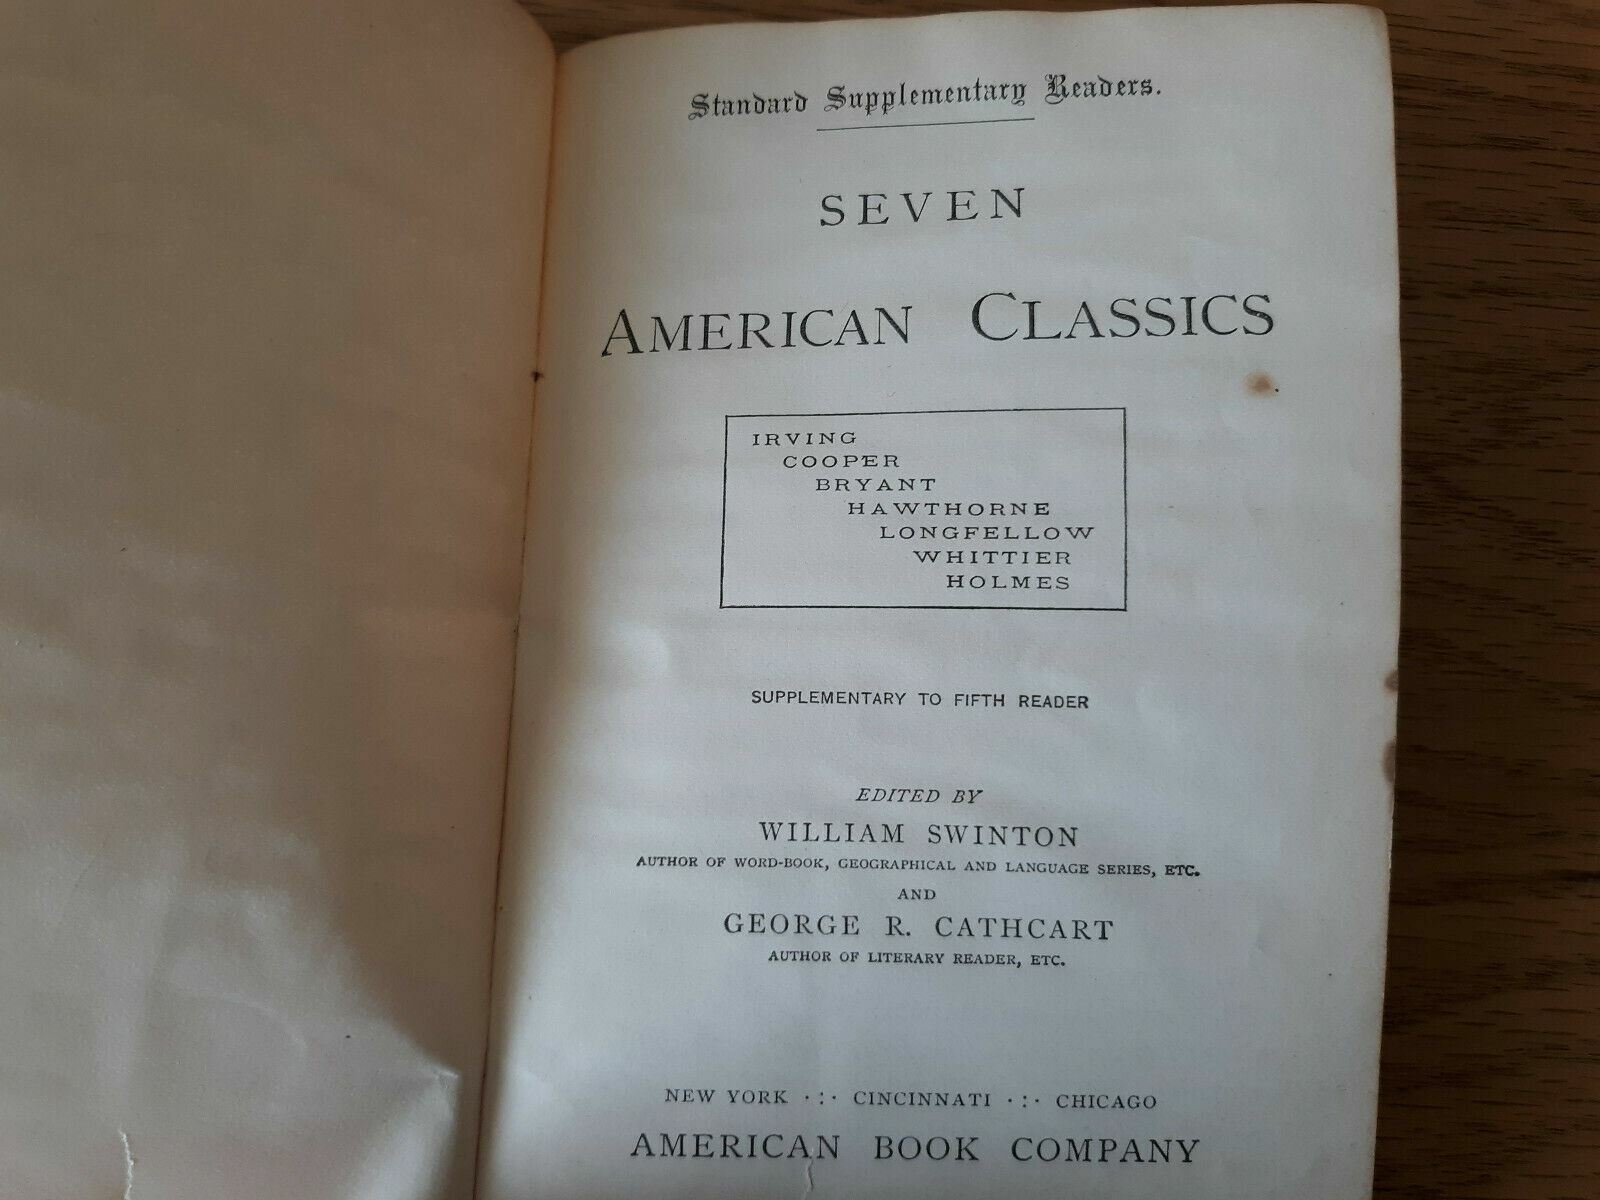 Standard Supplementary Readers.
SEVEN
AMERICAN CLASSICS
IRVING
COOPER
BRYANT
HAWTHORNE
LONGFELLOW
WHITTIER
HOLMES
SUPPLEMENTARY TO FIFTH READER
EDITED BY
WILLIAM SWINTON
AUTHOR OF WORD-BOOK, GEOGRAPHICAL AND LANGUAGE SERIES, ETC.
AND
GEORGE R. CATHCART
AUTHOR OF LITERARY READER, ETC.
NEW YORK ·:· CINCINNATI ·:· CHICAGO
AMERICAN BOOK COMPANY